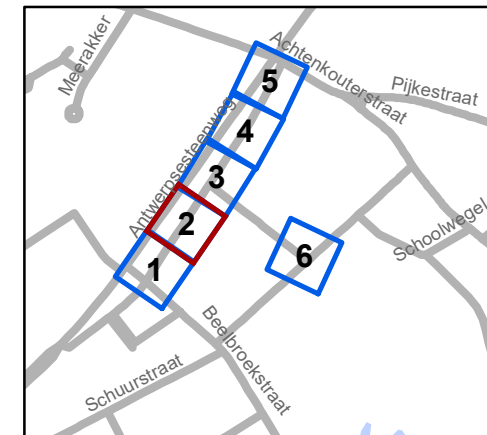 Meerakker
Achtenkouterstraat
Pijkestraat
Antwerpsesteenweg
5
4
3
2
1
6
Schoolwegel
Beelbroekstraat
Schuurstraat